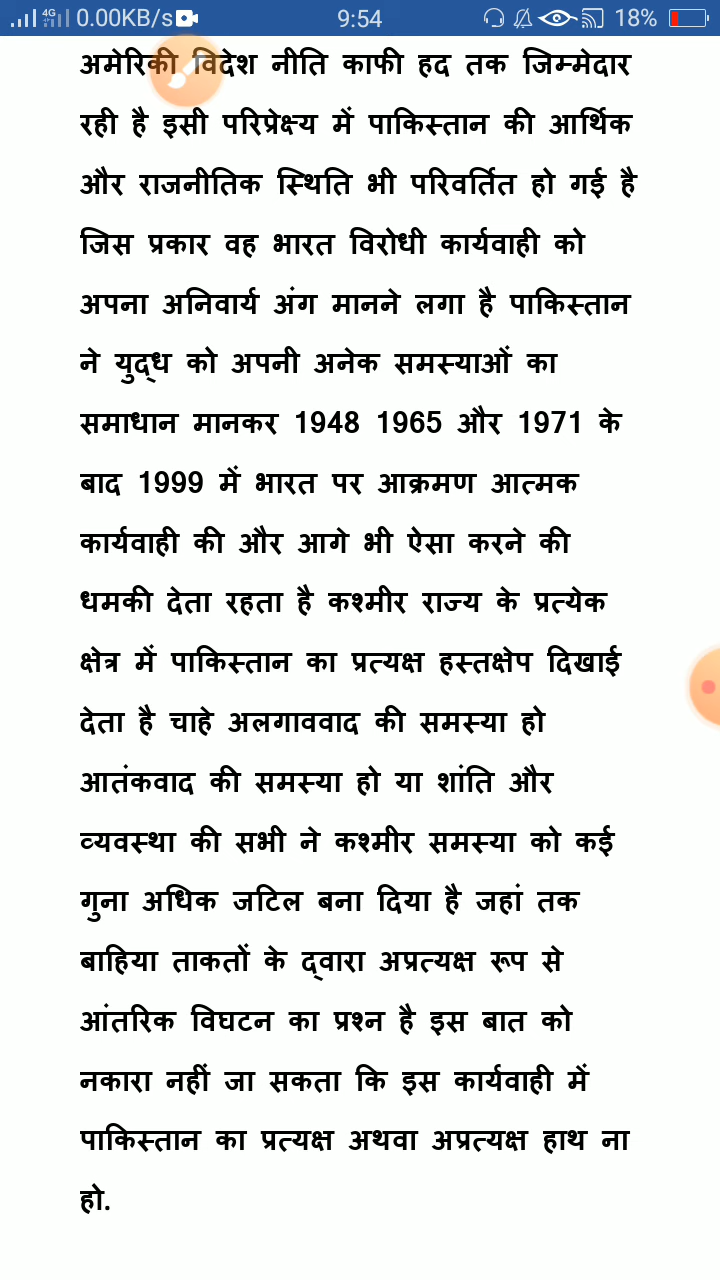 4G 0.00KB/s 9:54 18%
अमेरिकी विदेश नीति काफी हद तक जिम्मेदार
रही है इसी परिप्रेक्ष्य में पाकिस्तान की आर्थिक
और राजनीतिक स्थिति भी परिवर्तित हो गई है
जिस प्रकार वह भारत विरोधी कार्यवाही को
अपना अनिवार्य अंग मानने लगा है पाकिस्तान
ने युद्ध को अपनी अनेक समस्याओं का
समाधान मानकर 1948 1965 और 1971 के
बाद 1999 में भारत पर आक्रमण आत्मक
कार्यवाही की और आगे भी ऐसा करने की
धमकी देता रहता है कश्मीर राज्य के प्रत्येक
क्षेत्र में पाकिस्तान का प्रत्यक्ष हस्तक्षेप दिखाई
देता है चाहे अलगाववाद की समस्या हो
आतंकवाद की समस्या हो या शांति और
व्यवस्था की सभी ने कश्मीर समस्या को कई
गुना अधिक जटिल बना दिया है जहां तक
बाहिया ताकतों के द्वारा अप्रत्यक्ष रूप से
आंतरिक विघटन का प्रश्न है इस बात को
नकारा नहीं जा सकता कि इस कार्यवाही में
पाकिस्तान का प्रत्यक्ष अथवा अप्रत्यक्ष हाथ ना
हो.